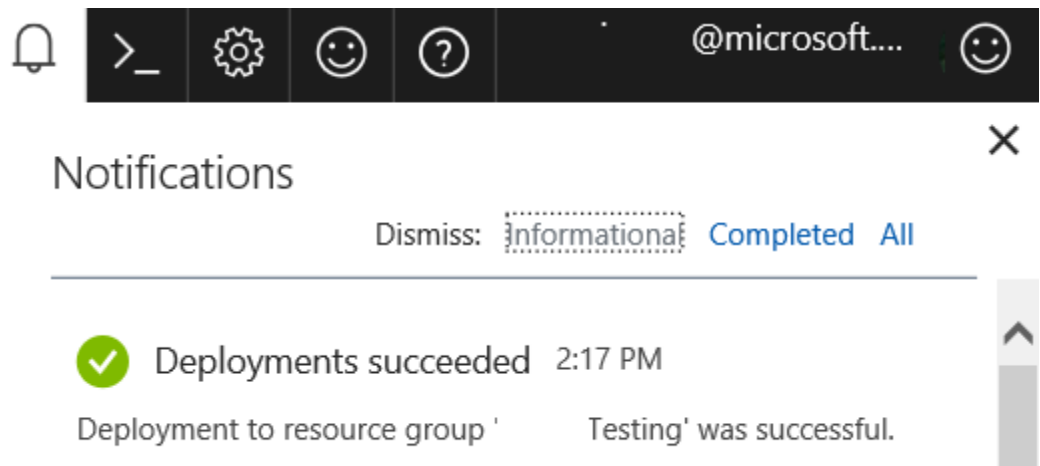 @microsoft....
Notifications
Dismiss: Informational Completed All
Deployments succeeded 2:17 PM
Deployment to resource group ' Testing' was successful.